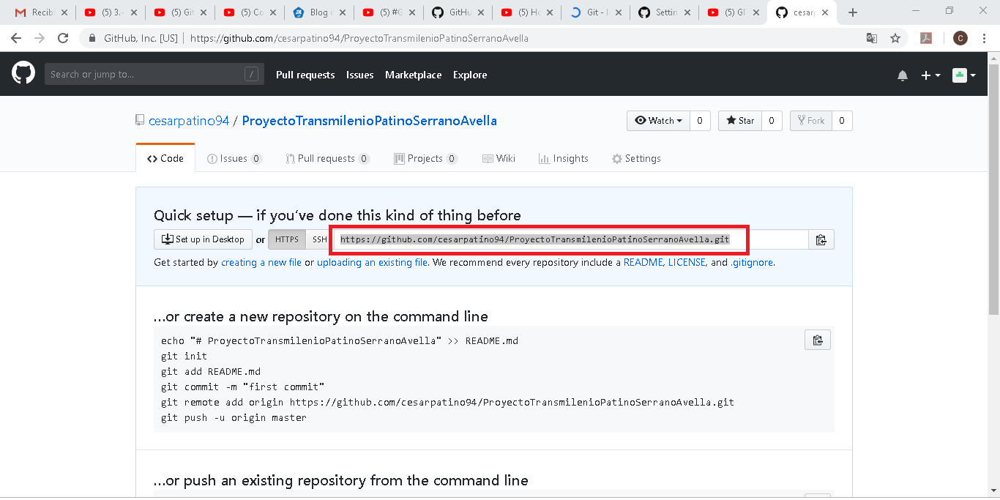 Recib (5) 3.- (5) Git (5) Co Blog (5) #G GitHu (5) Ho Git - Settin (5) GI cesarp
GitHub, Inc. [US] | https://github.com/cesarpatino94/ProyectoTransmilenioPatinoSerranoAvella C
Search or jump to... / Pull requests Issues Marketplace Explore
cesarpatino94 / ProyectoTransmilenioPatinoSerranoAvella Watch 0 Star 0 Fork 0
Code Issues 0 Pull requests 0 Projects 0 Wiki Insights Settings
Quick setup — if you've done this kind of thing before
Set up in Desktop or HTTPS SSH https://github.com/cesarpatino94/ProyectoTransmilenioPatinoSerranoAvella.git
Get started by creating a new file or uploading an existing file. We recommend every repository include a README, LICENSE, and .gitignore.
...or create a new repository on the command line
echo "# ProyectoTransmilenioPatinoSerranoAvella" >> README.md
git init
git add README.md
git commit -m "first commit"
git remote add origin https://github.com/cesarpatino94/ProyectoTransmilenioPatinoSerranoAvella.git
git push -u origin master
...or push an existing repository from the command line